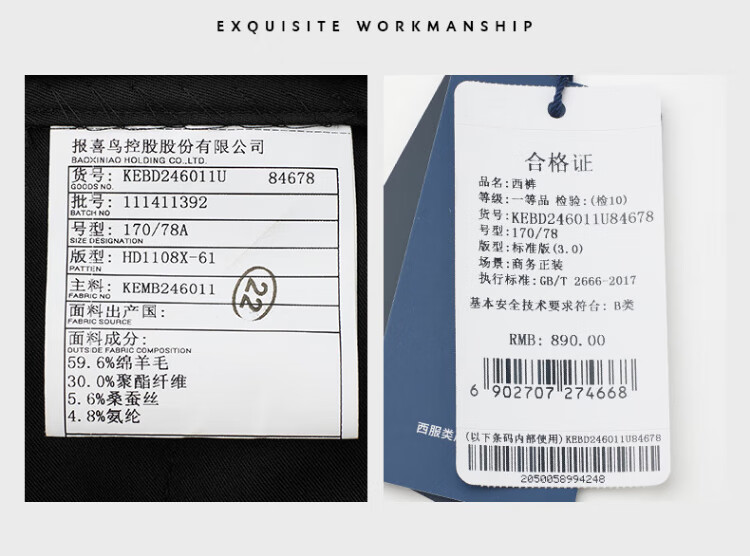 EXQUISITE WORKMANSHIP
报喜鸟控股股份有限公司
BAOXINIAO HOLDING CO.,LTD.
货号: KEBD246011U 84678
GOODS NO.
批号: 111411392
BATCH NO
号型: 170/78A
SIZE DESIGNATION
版型: HD1108X-61
PATTEN
主料: KEMB246011
FABRIC NO
22
面料出产国:
FABRIC SOURCE
面料成分:
OUTSIDE FABRIC COMPOSITION
59.6%绵羊毛
30.0%聚酯纤维
5.6%桑蚕丝
4.8%氨纶
合格证
品名:西裤
等级:一等品 检验:(检10)
货号:KEBD246011U84678
号型:170/78
版型:标准版(3.0)
场景:商务正装
执行标准:GB/T 2666-2017
基本安全技术要求符合: B类
RMB: 890.00
6 902707 274668
(以下条码内部使用)KEBD246011U84678
2050058994248
西服类